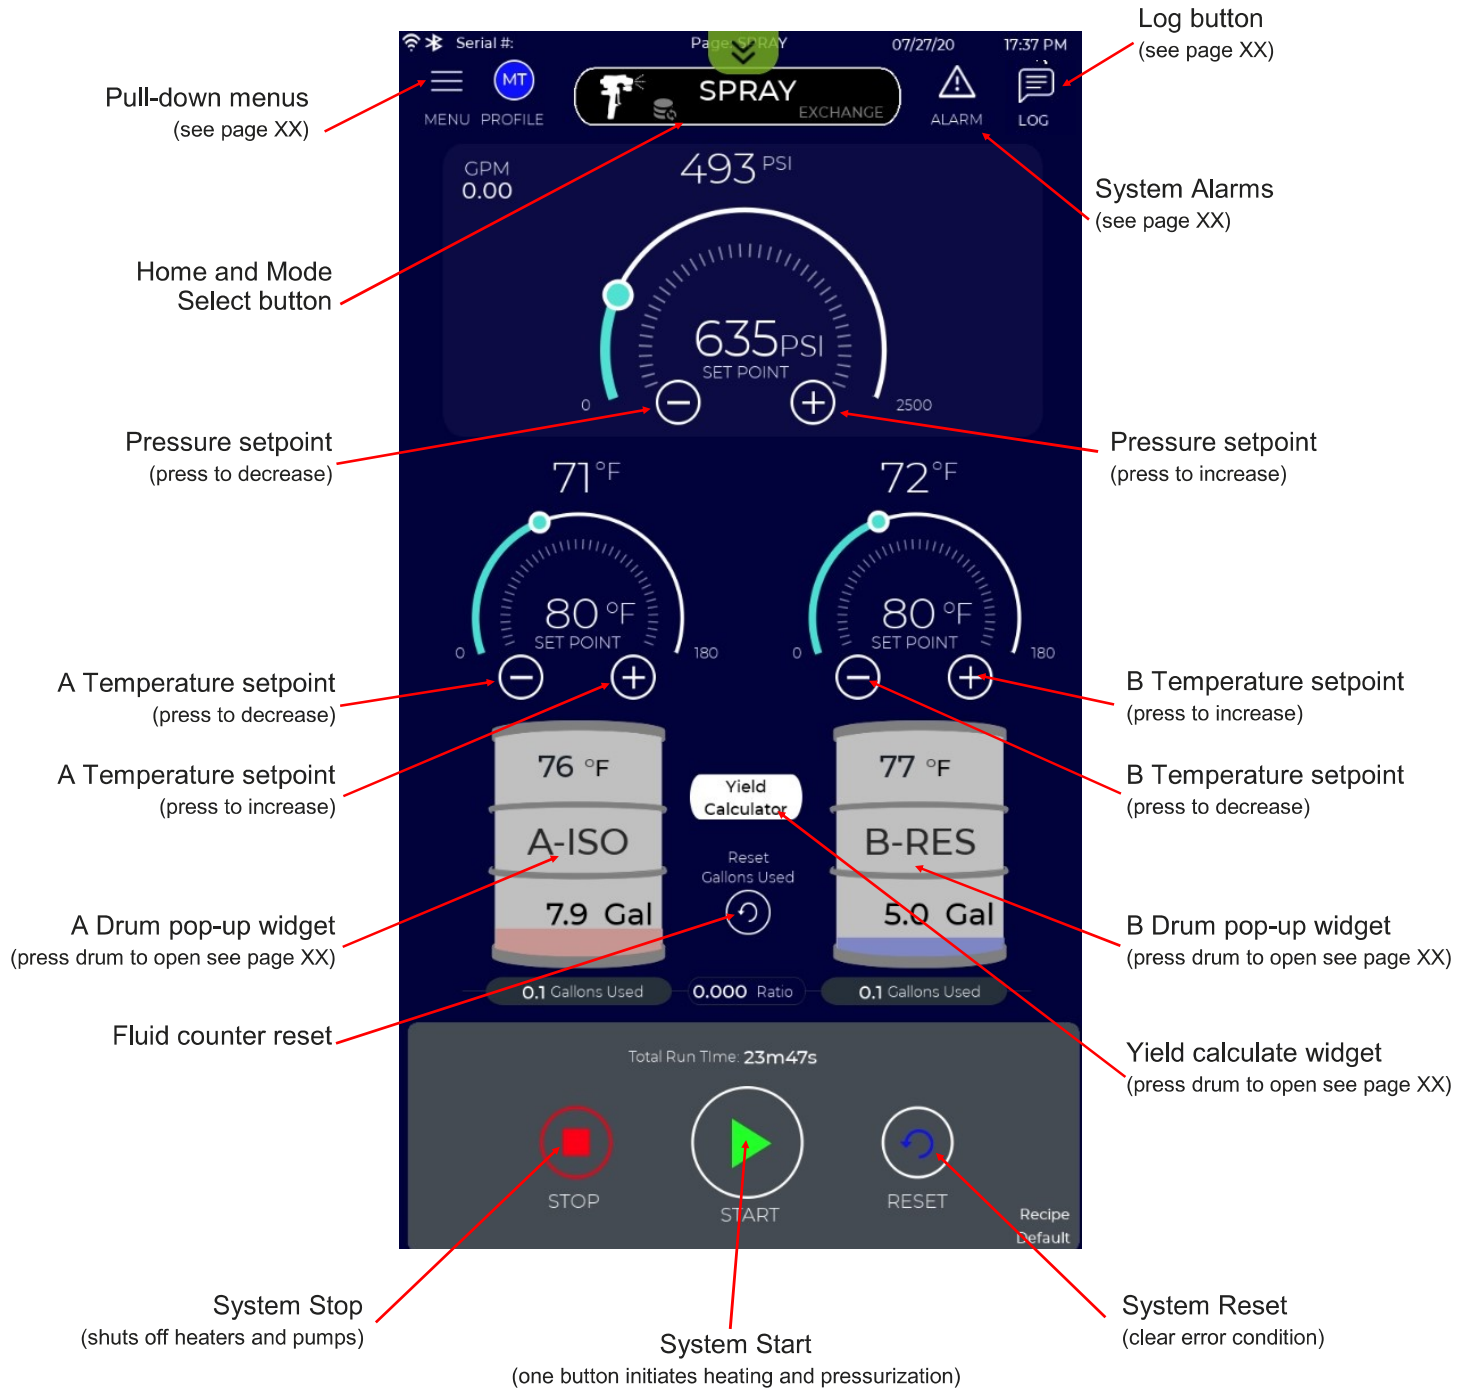 Log button
(see page XX)
Serial #:
Page: SPRAY
07/27/20
17:37 PM
Pull-down menus
(see page XX)
MT
MENU
PROFILE
SPRAY
EXCHANGE
ALARM
LOG
System Alarms
(see page XX)
GPM
0.00
493 PSI
Home and Mode
Select button
635PSI
SET POINT
0
2500
Pressure setpoint
(press to decrease)
Pressure setpoint
(press to increase)
71°F
72°F
80°F
SET POINT
0
180
80°F
SET POINT
0
180
A Temperature setpoint
(press to decrease)
B Temperature setpoint
(press to increase)
A Temperature setpoint
(press to increase)
B Temperature setpoint
(press to decrease)
76 °F
A-ISO
7.9 Gal
Yield
Calculator
Reset
Gallons Used
77 °F
B-RES
5.0 Gal
A Drum pop-up widget
(press drum to open see page XX)
B Drum pop-up widget
(press drum to open see page XX)
0.1 Gallons Used
0.000 Ratio
0.1 Gallons Used
Fluid counter reset
Yield calculate widget
(press drum to open see page XX)
Total Run TIme: 23m47s
STOP
START
RESET
Recipe
Default
System Stop
(shuts off heaters and pumps)
System Start
(one button initiates heating and pressurization)
System Reset
(clear error condition)